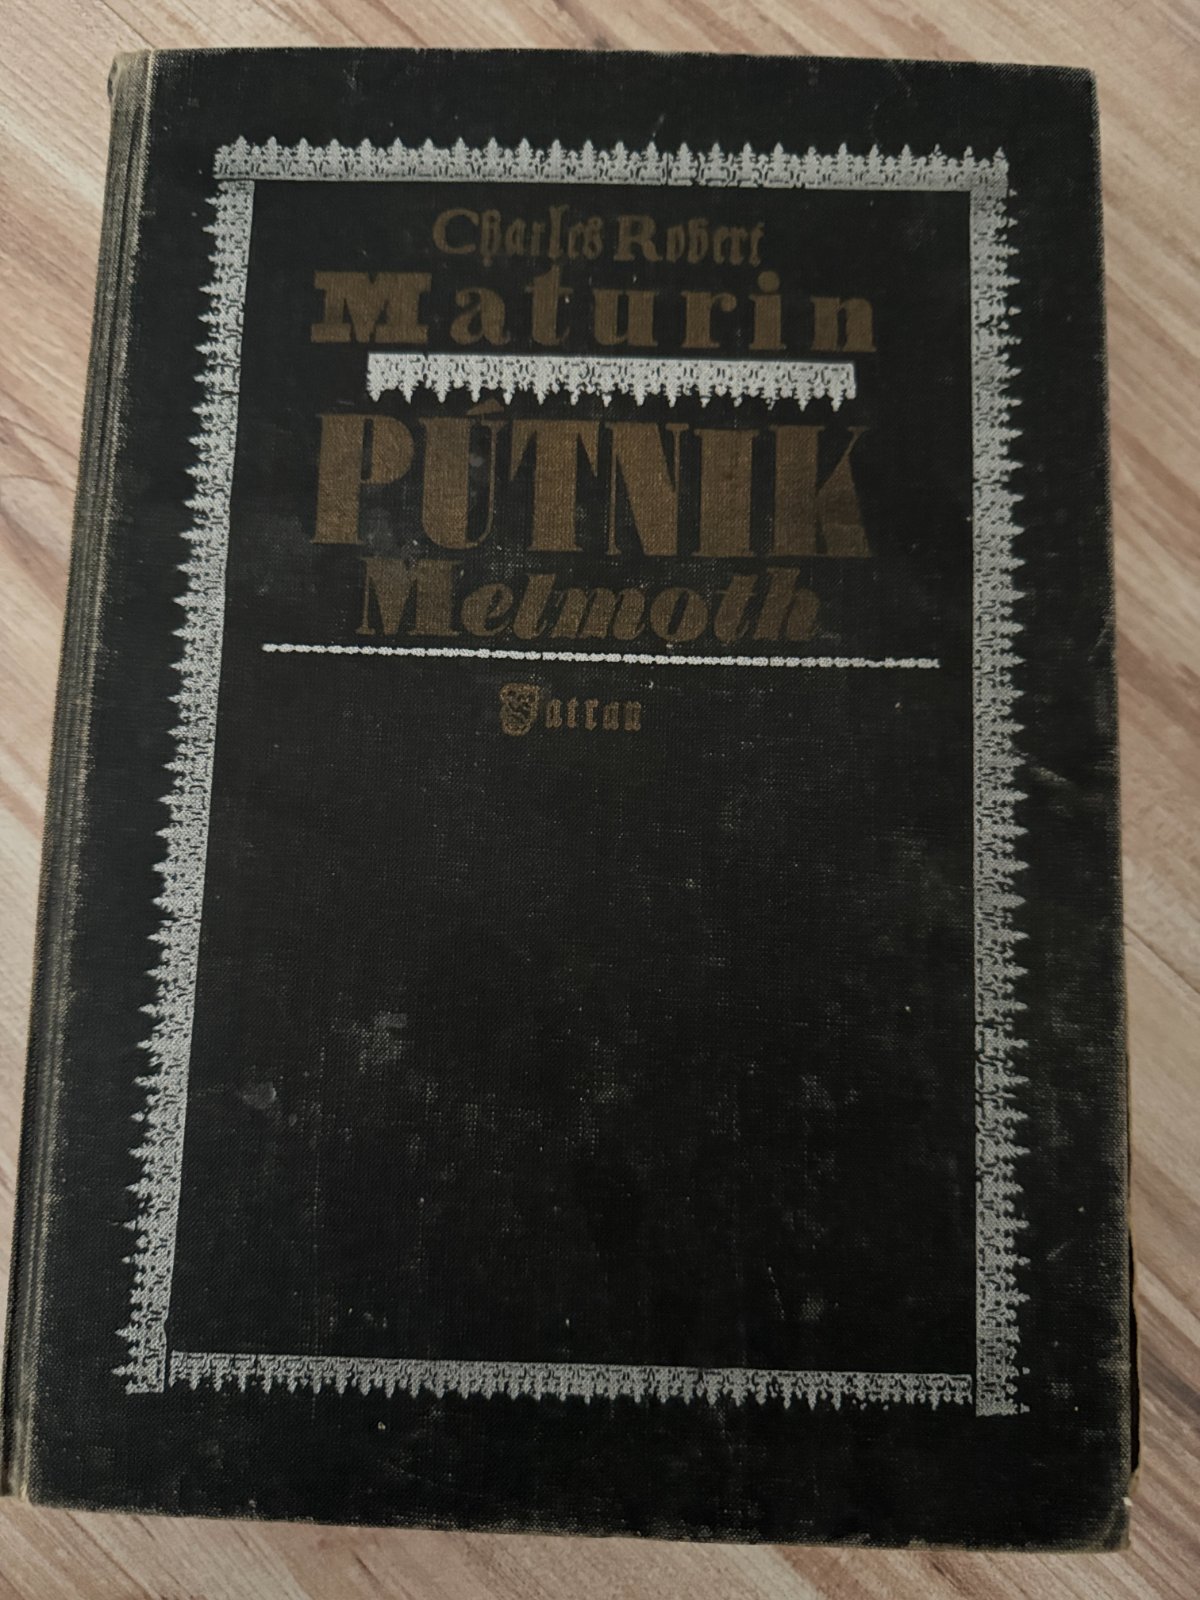 Charles Robert
Maturin
PÚTNIK
Melmoth
Tatran